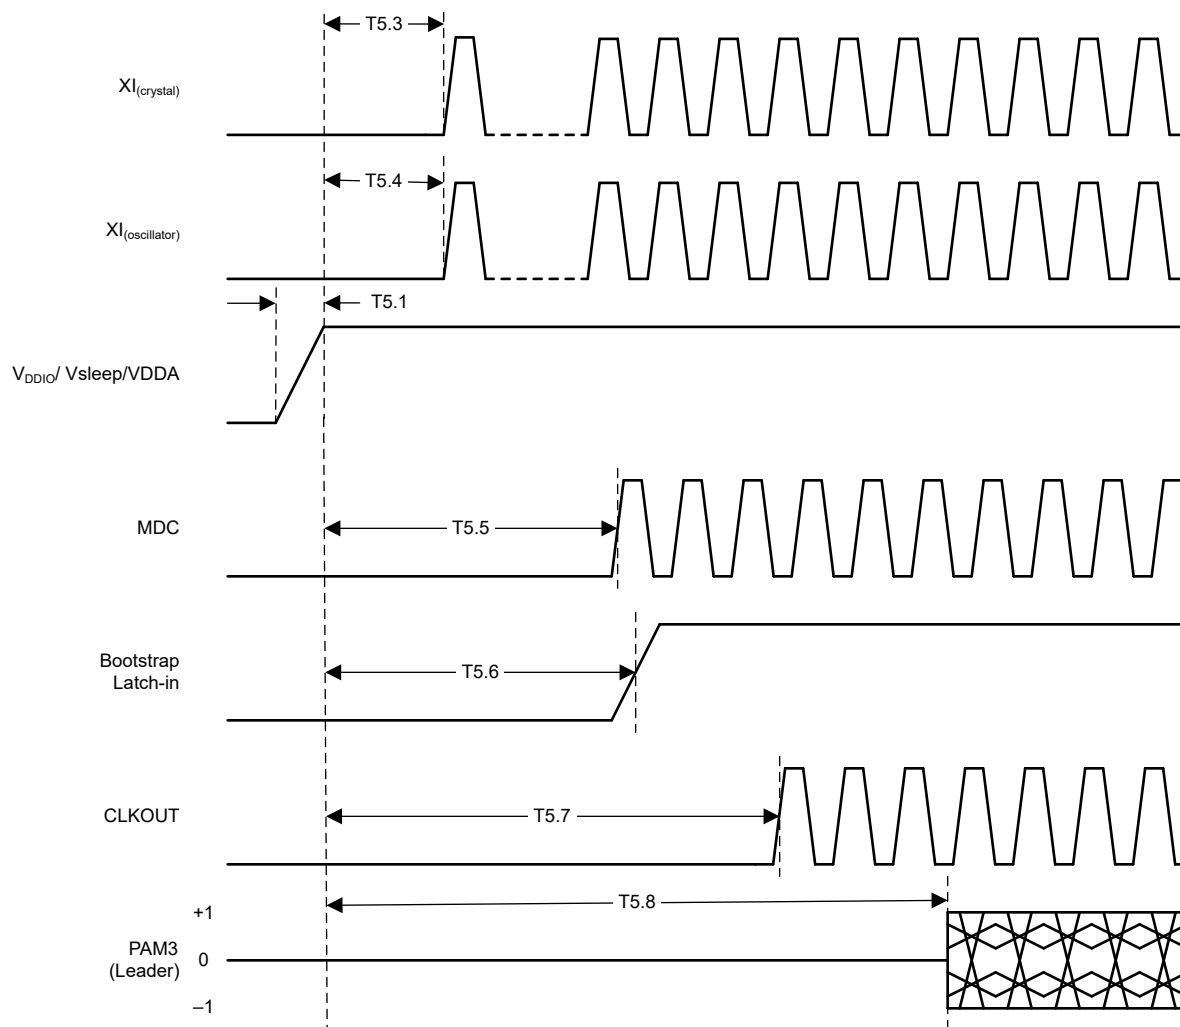 T5.3
XI(crystal)
T5.4
XI(oscillator)
T5.1
VDDIO/ Vsleep/VDDA
MDC
T5.5
Bootstrap
Latch-in
T5.6
CLKOUT
T5.7
T5.8
+1
PAM3
(Leader)
0
–1